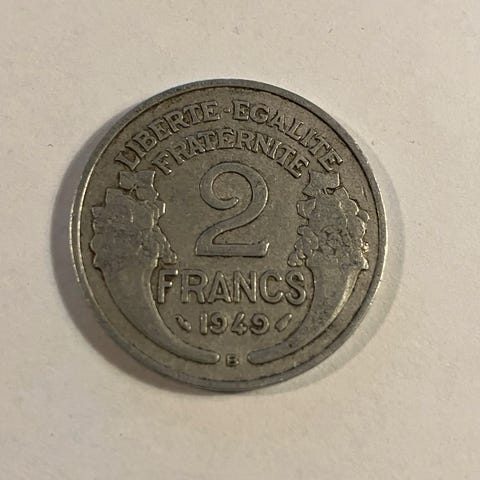 LIBERTE-EGALITE
FRATERNITE
2
FRANCS
1949
B